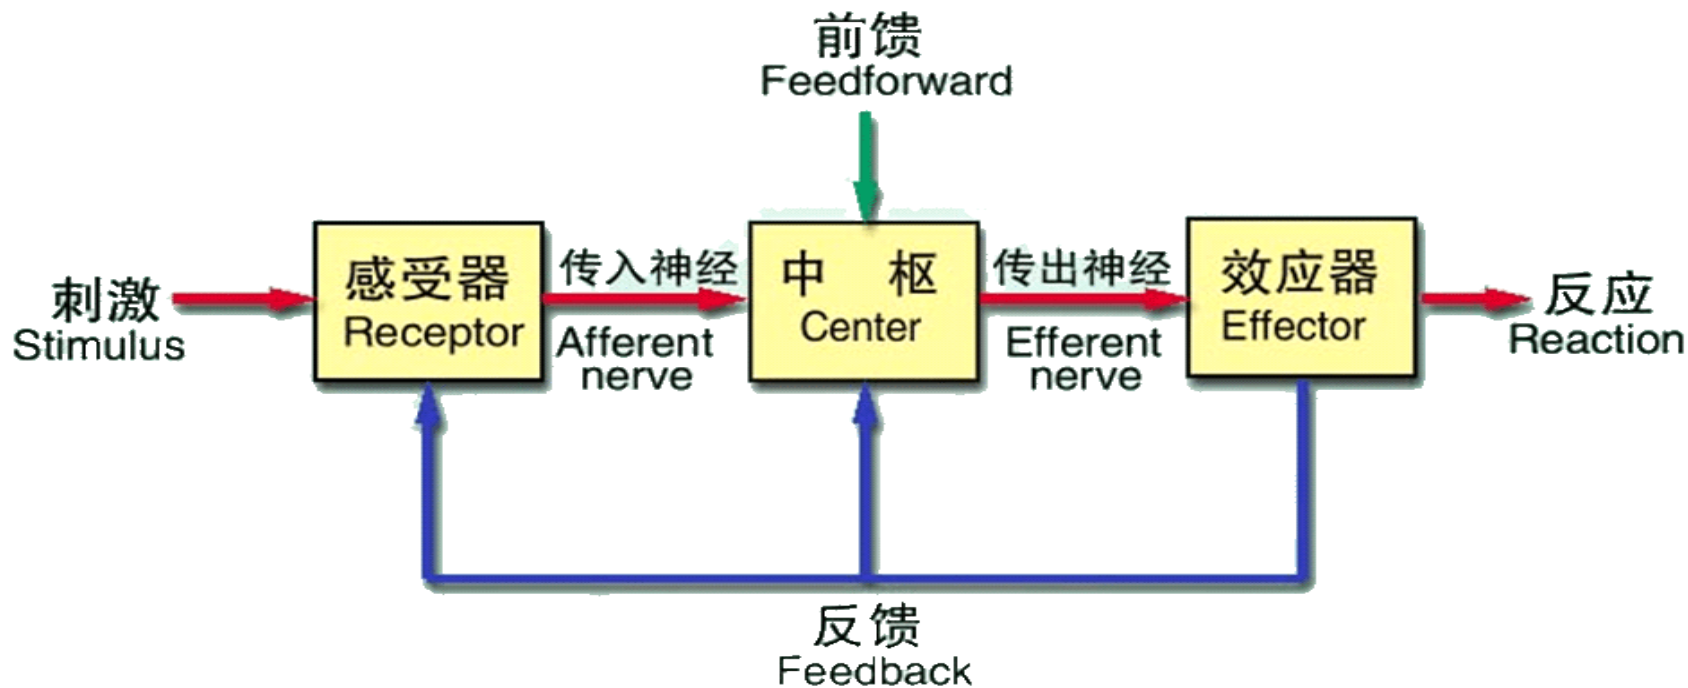 前馈
Feedforward
刺激
Stimulus
感受器
Receptor
传入神经
Afferent
nerve
中 枢
Center
传出神经
Efferent
nerve
效应器
Effector
反应
Reaction
反馈
Feedback